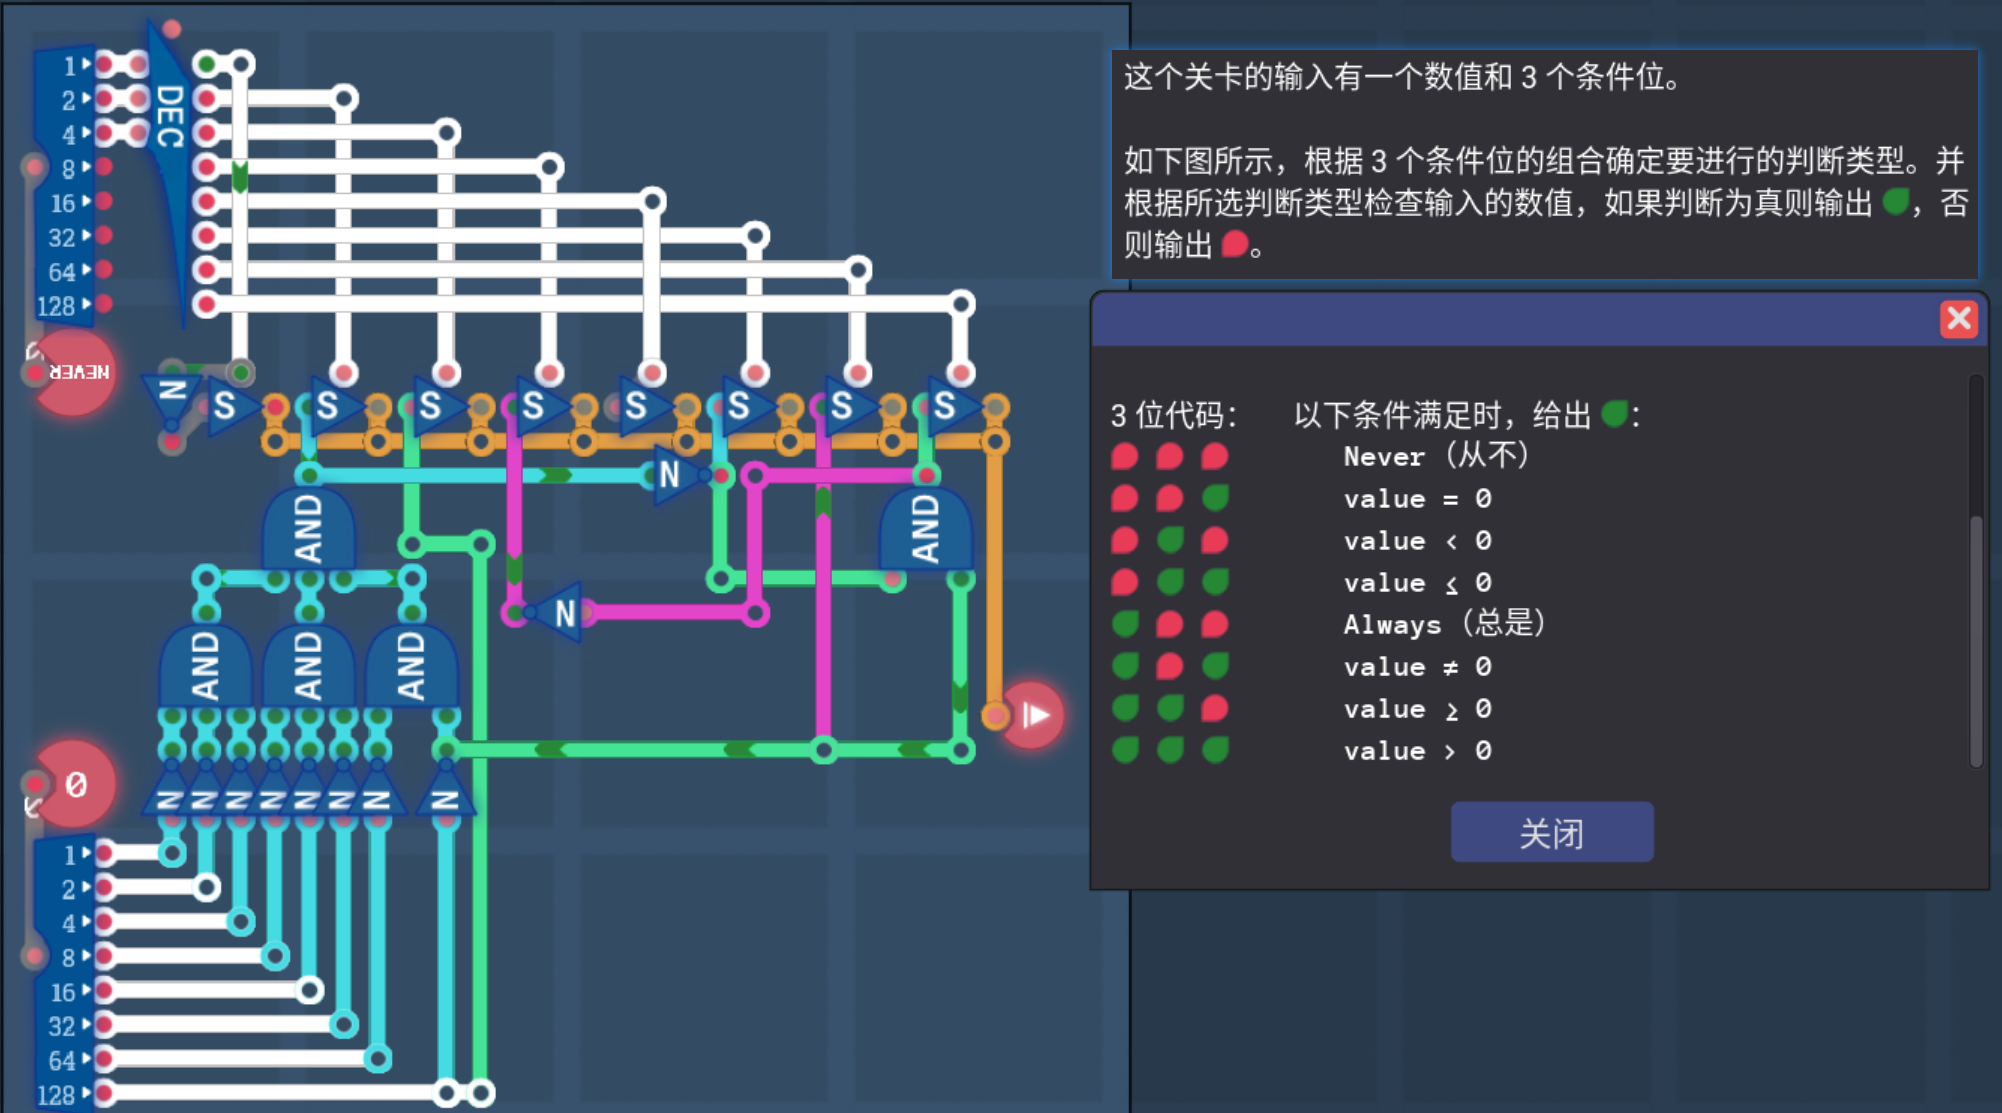 1
2
4
8
16
32
64
128
DEC
NEVER
N
S
S
S
S
S
S
S
S
N
AND
AND
N
AND
AND
AND
N
N
N
N
N
N
N
N
0
1
2
4
8
16
32
64
128
这个关卡的输入有一个数值和 3 个条件位。
如下图所示，根据 3 个条件位的组合确定要进行的判断类型。并
根据所选判断类型检查输入的数值，如果判断为真则输出 ，否
则输出 。
3 位代码： 以下条件满足时，给出 ：
Never（从不）
value = 0
value < 0
value ≤ 0
Always（总是）
value ≠ 0
value ≥ 0
value > 0
关闭